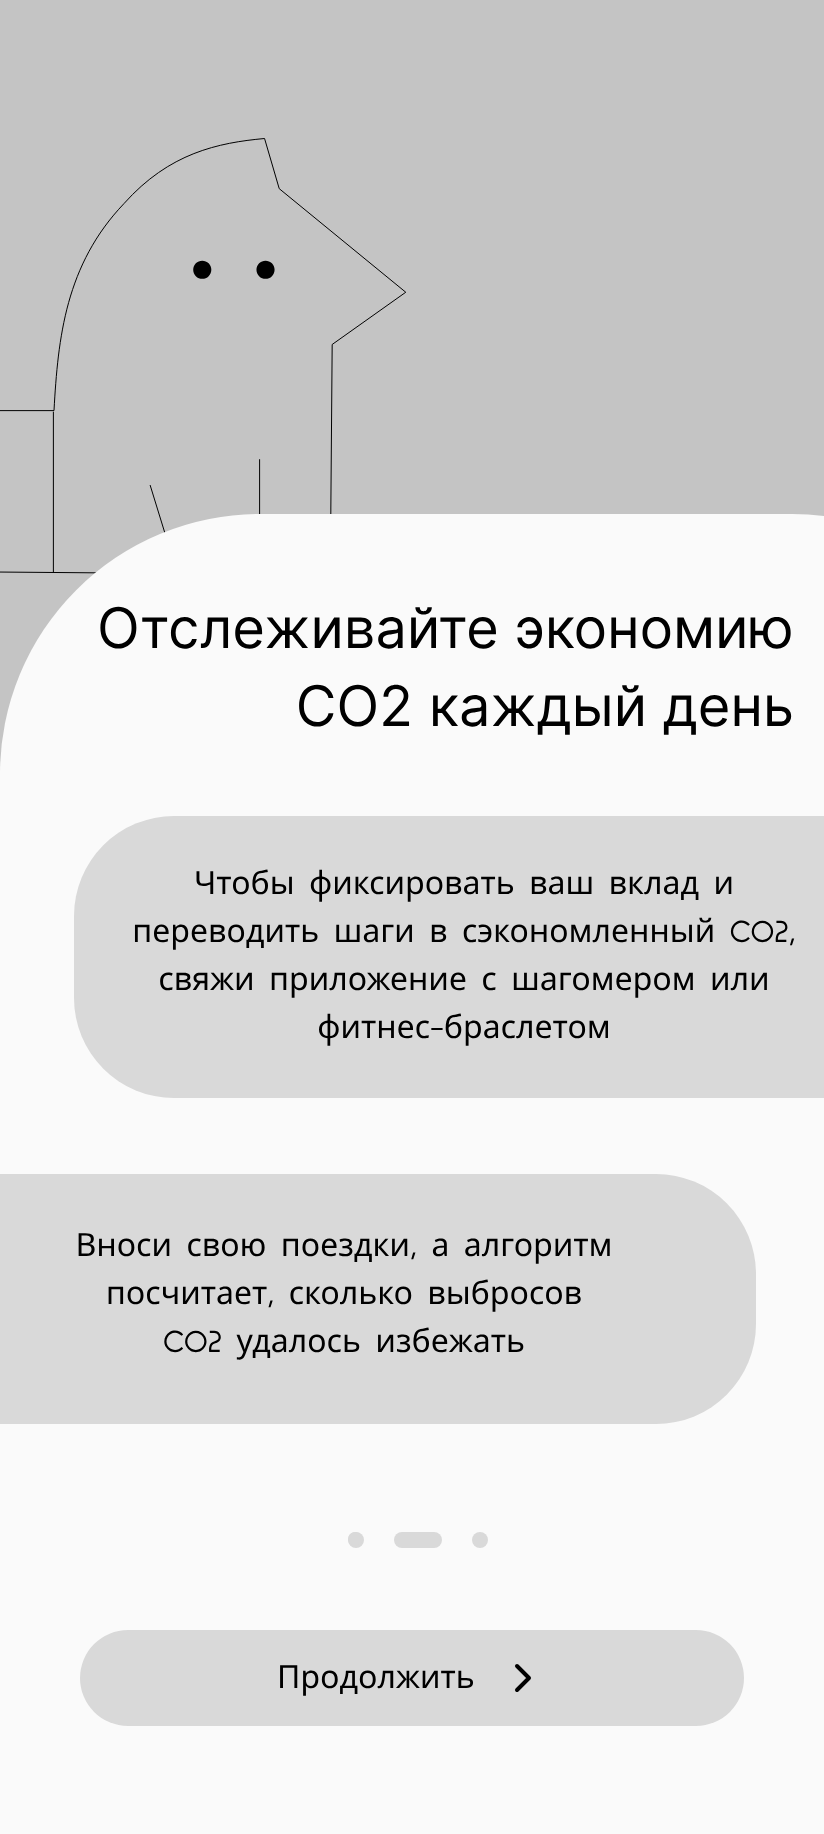 Отслеживайте экономию
CO2 каждый день
Чтобы фиксировать ваш вклад и
переводить шаги в сэкономленный CO2,
свяжи приложение с шагомером или
фитнес-браслетом
Вноси свою поездки, а алгоритм
посчитает, сколько выбросов
CO2 удалось избежать
Продолжить